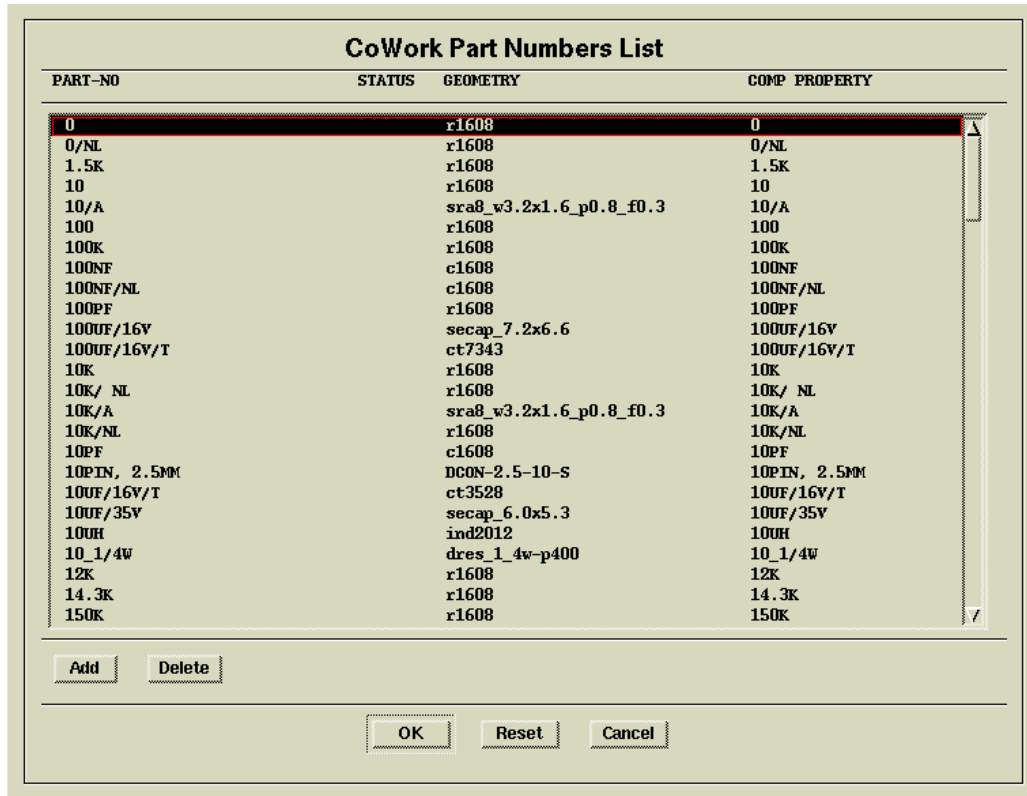 CoWork Part Numbers List
PART-NO STATUS GEOMETRY COMP PROPERTY
0 r1608 0
0/NL r1608 0/NL
1.5K r1608 1.5K
10 r1608 10
10/A sra8_w3.2x1.6_p0.8_f0.3 10/A
100 r1608 100
100K r1608 100K
100NF c1608 100NF
100NF/NL c1608 100NF/NL
100PF r1608 100PF
100UF/16V secap_7.2x6.6 100UF/16V
100UF/16V/T ct7343 100UF/16V/T
10K r1608 10K
10K/ NL r1608 10K/ NL
10K/A sra8_w3.2x1.6_p0.8_f0.3 10K/A
10K/NL r1608 10K/NL
10PF c1608 10PF
10PIN, 2.5MM DCON-2.5-10-S 10PIN, 2.5MM
10UF/16V/T ct3528 10UF/16V/T
10UF/35V secap_6.0x5.3 10UF/35V
10UH ind2012 10UH
10_1/4W dres_1_4w-p400 10_1/4W
12K r1608 12K
14.3K r1608 14.3K
150K r1608 150K
Add Delete
OK Reset Cancel